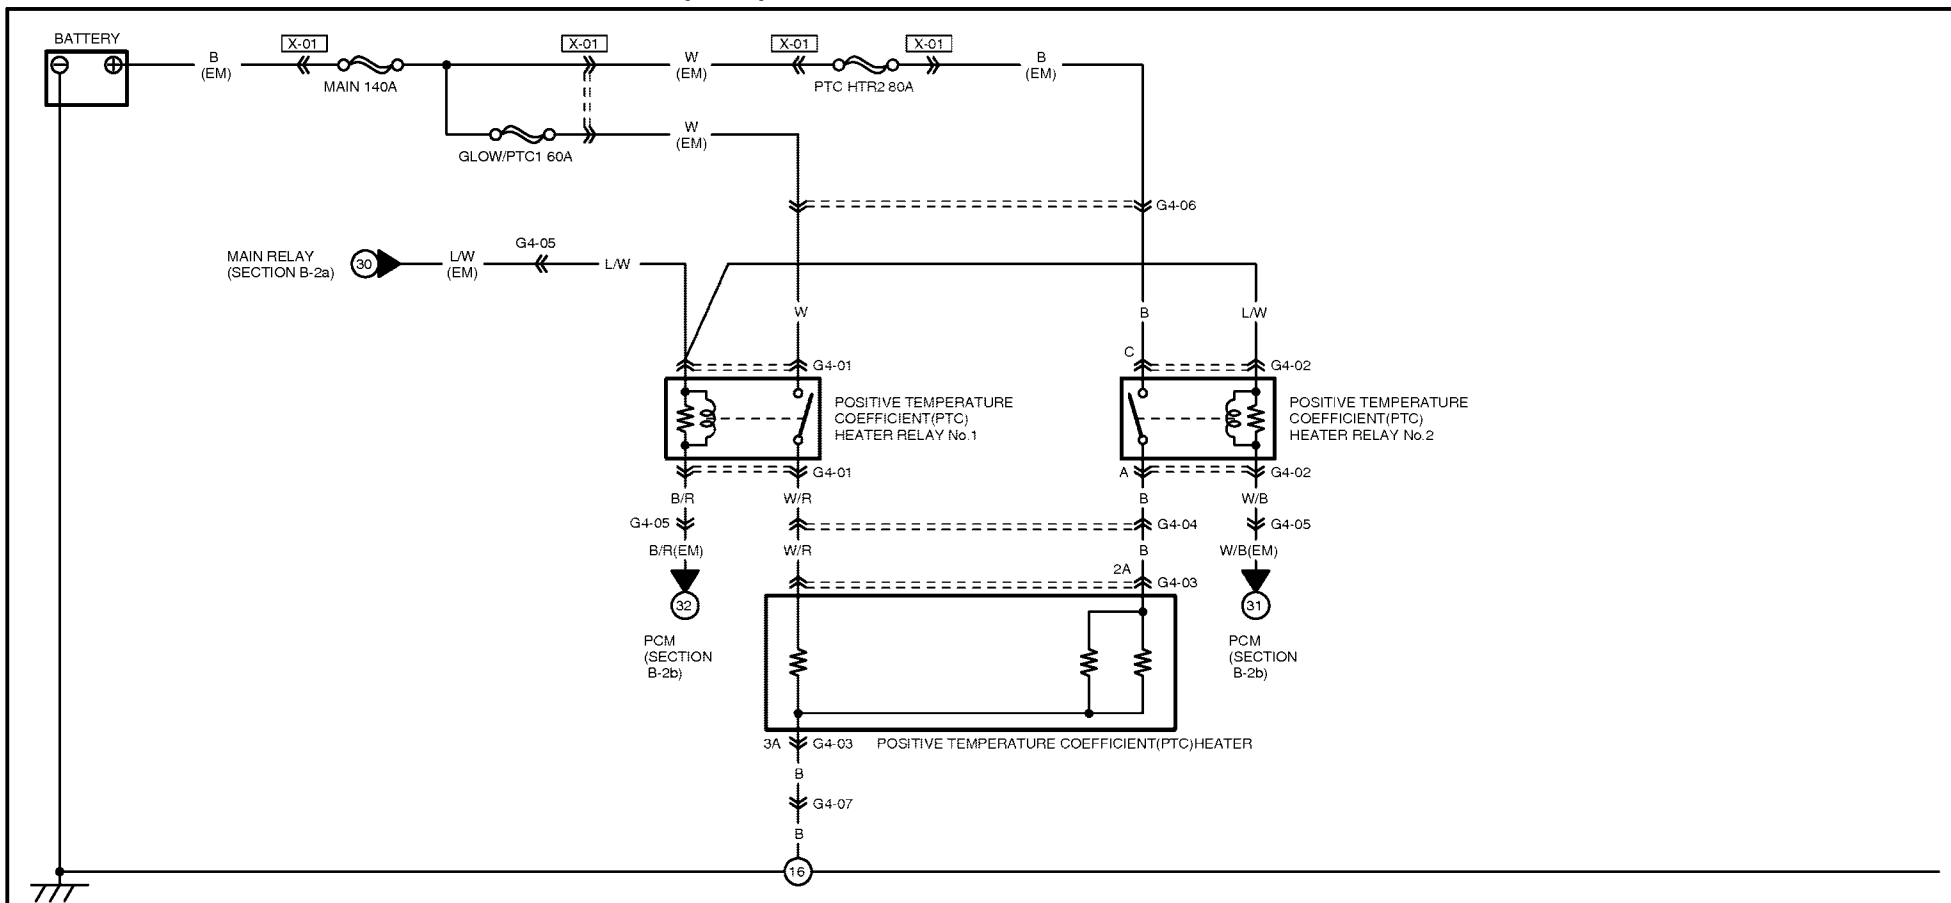 BATTERY
B
(EM)
X-01
MAIN 140A
X-01
W
(EM)
X-01
PTC HTR2 80A
X-01
B
(EM)
GLOW/PTC1 60A
W
(EM)
G4-06
MAIN RELAY
(SECTION B-2a)
30
L/W
(EM)
G4-05
L/W
W
B
L/W
G4-01
C
G4-02
POSITIVE TEMPERATURE
COEFFICIENT(PTC)
HEATER RELAY No.1
POSITIVE TEMPERATURE
COEFFICIENT(PTC)
HEATER RELAY No.2
G4-01
A
G4-02
B/R
W/R
B
W/B
G4-05
G4-04
G4-05
B/R(EM)
W/R
B
W/B(EM)
2A
G4-03
32
31
PCM
(SECTION
B-2b)
PCM
(SECTION
B-2b)
3A
G4-03
POSITIVE TEMPERATURE COEFFICIENT(PTC)HEATER
B
G4-07
B
16